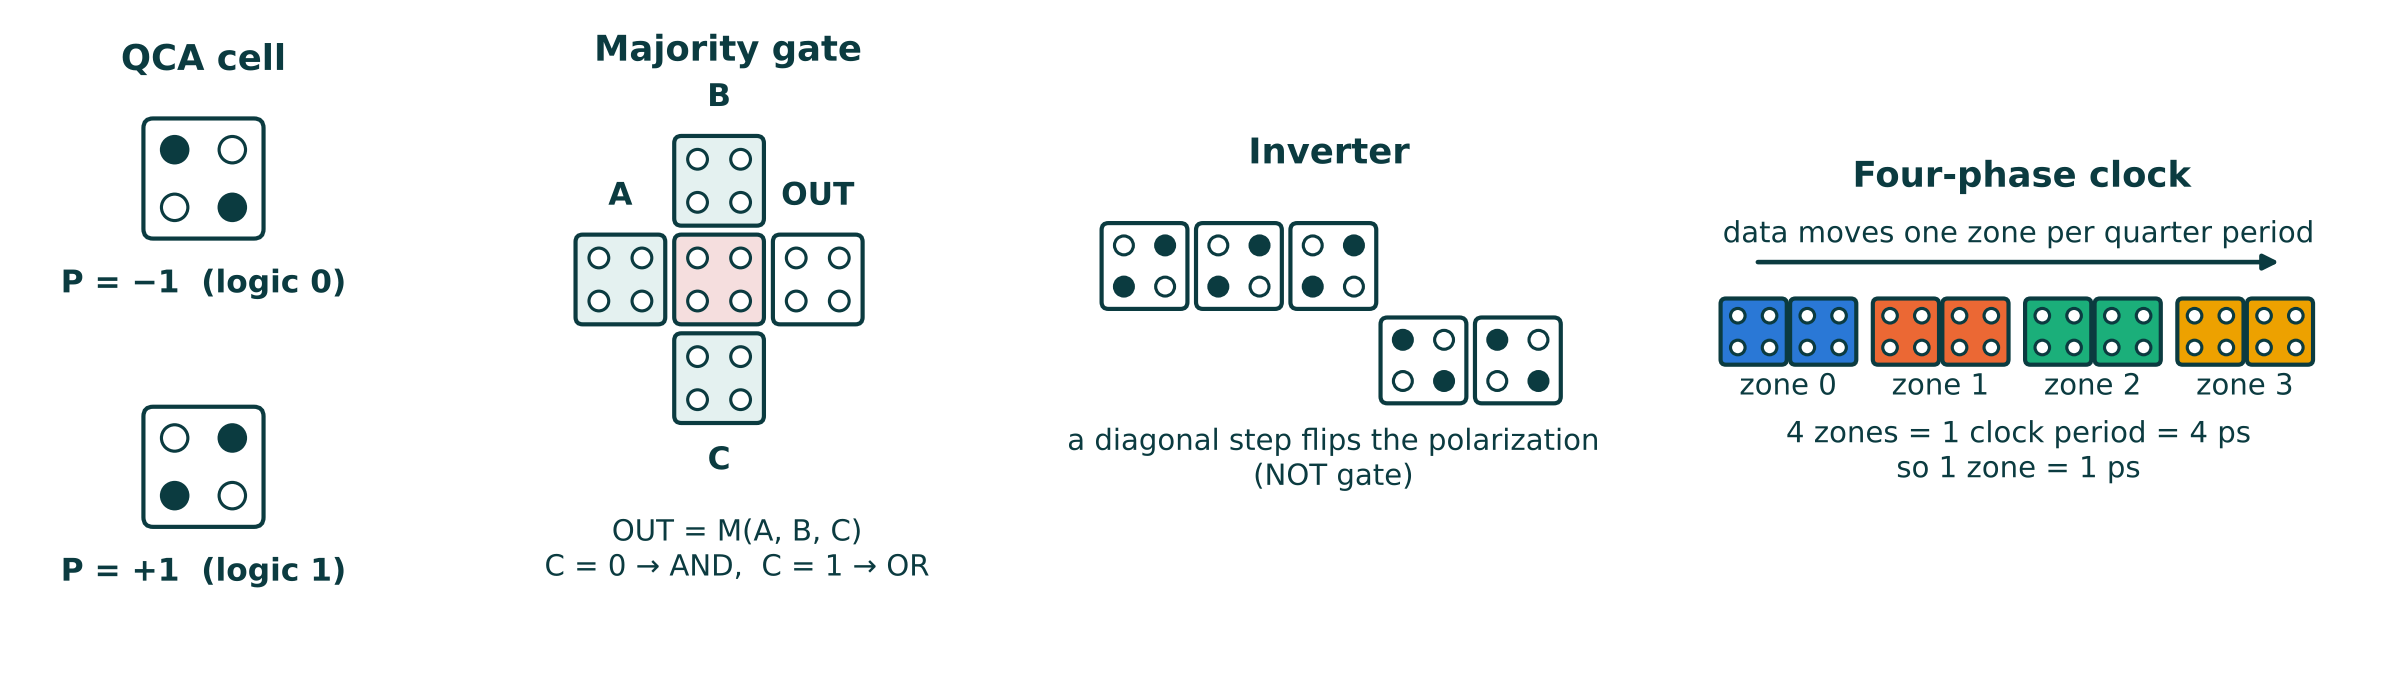 QCA cell
P = −1 (logic 0)
P = +1 (logic 1)
Majority gate
B
A
OUT
C
OUT = M(A, B, C)
C = 0 → AND, C = 1 → OR
Inverter
a diagonal step flips the polarization
(NOT gate)
Four-phase clock
data moves one zone per quarter period
zone 0
zone 1
zone 2
zone 3
4 zones = 1 clock period = 4 ps
so 1 zone = 1 ps